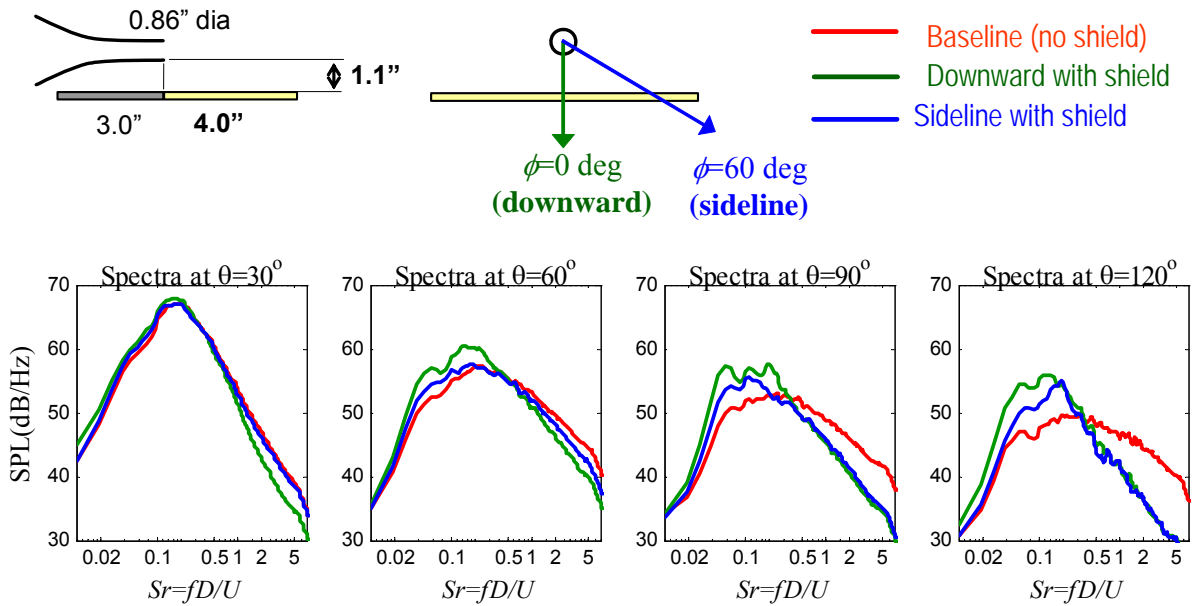 0.86” dia
1.1”
3.0”
4.0”
ϕ=0 deg
(downward)
ϕ=60 deg
(sideline)
Baseline (no shield)
Downward with shield
Sideline with shield
Spectra at θ=30°
Spectra at θ=60°
Spectra at θ=90°
Spectra at θ=120°
SPL(dB/Hz)
70
60
50
40
30
0.02 0.1 0.5 1 2 5
Sr=fD/U
70
60
50
40
30
0.02 0.1 0.5 1 2 5
Sr=fD/U
70
60
50
40
30
0.02 0.1 0.5 1 2 5
Sr=fD/U
70
60
50
40
30
0.02 0.1 0.5 1 2 5
Sr=fD/U